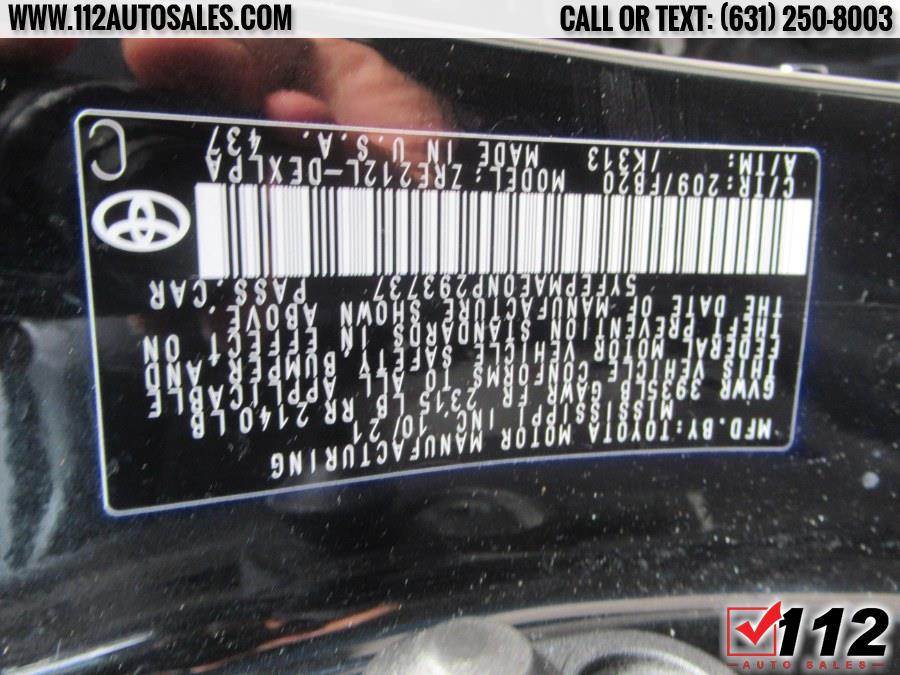 WWW.112AUTOSALES.COM
CALL OR TEXT: (631) 250-8003
MFD.BY:TOYOTA MOTOR MANUFACTURING
MISSISSIPPI INC. 10/21
GVWR 3935LB GAWR FR 2315 LB RR 2140LB
THIS VEHICLE CONFORMS TO ALL APPLICABLE
FEDERAL MOTOR VEHICLE SAFETY, BUMPER, AND
THEFT PREVENTION STANDARDS IN EFFECT ON
THE DATE OF MANUFACTURE SHOWN ABOVE.
5YFEPMAE0NP293737 PASS.CAR
C/TR: 209/FB20 MODEL: ZRE212L-DEXLPA
A/TM: /K313 MADE IN U.S.A. 437
C
112
AUTO SALES